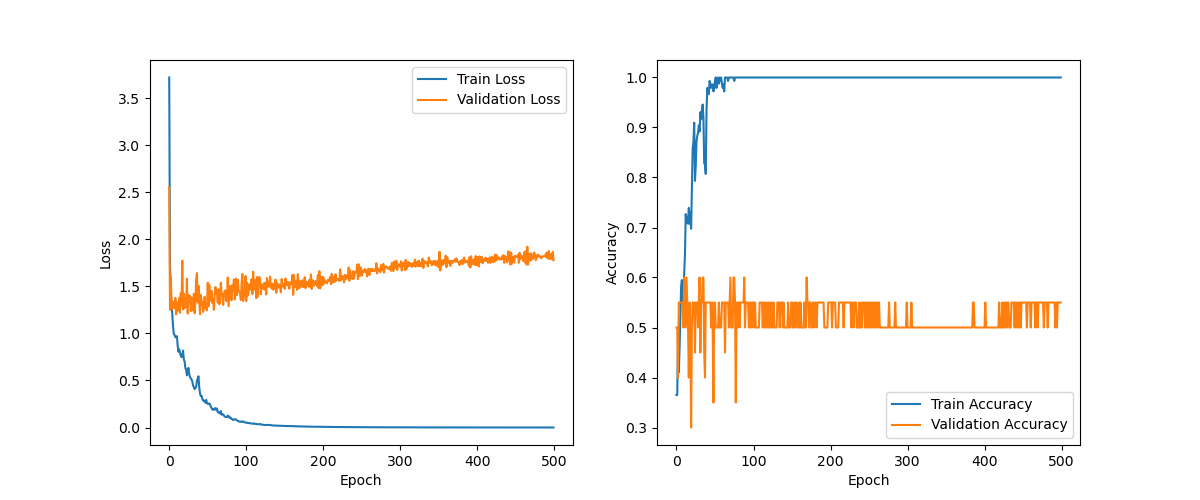 Train Loss
Validation Loss
3.5
3.0
2.5
2.0
1.5
1.0
0.5
0.0
Loss
0 100 200 300 400 500
Epoch
1.0
0.9
0.8
0.7
0.6
0.5
0.4
0.3
Accuracy
Train Accuracy
Validation Accuracy
0 100 200 300 400 500
Epoch